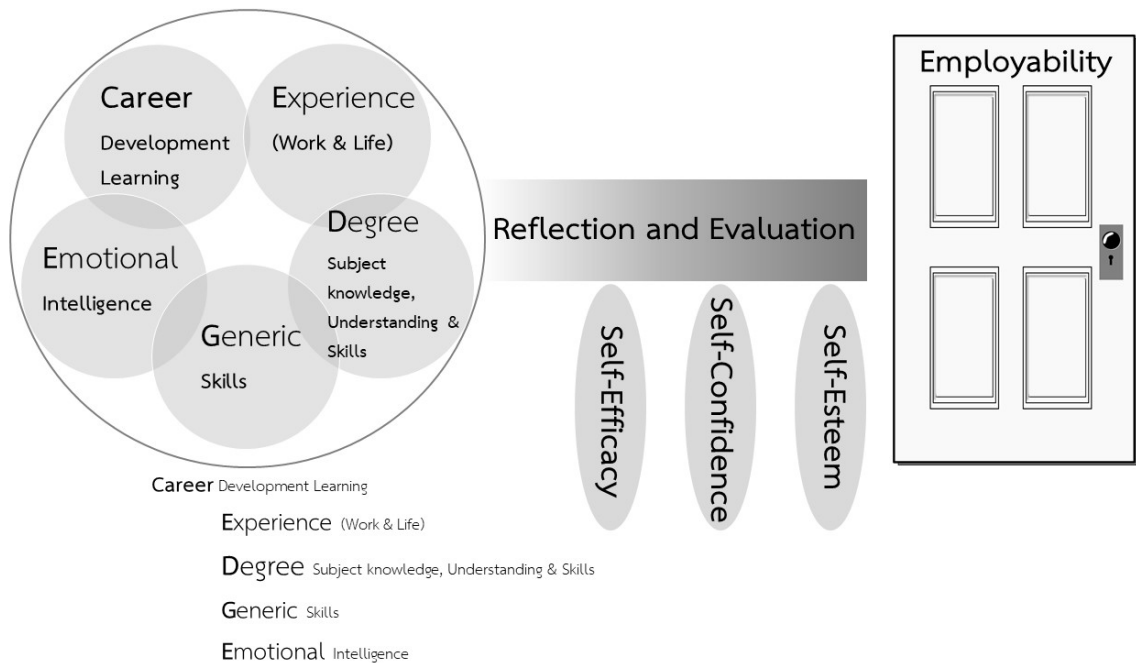 Career
Development
Learning
Experience
(Work & Life)
Emotional
Intelligence
Degree
Subject
knowledge,
Understanding &
Skills
Generic
Skills
Reflection and Evaluation
Self-Efficacy
Self-Confidence
Self-Esteem
Employability
Career Development Learning
Experience (Work & Life)
Degree Subject knowledge, Understanding & Skills
Generic Skills
Emotional Intelligence